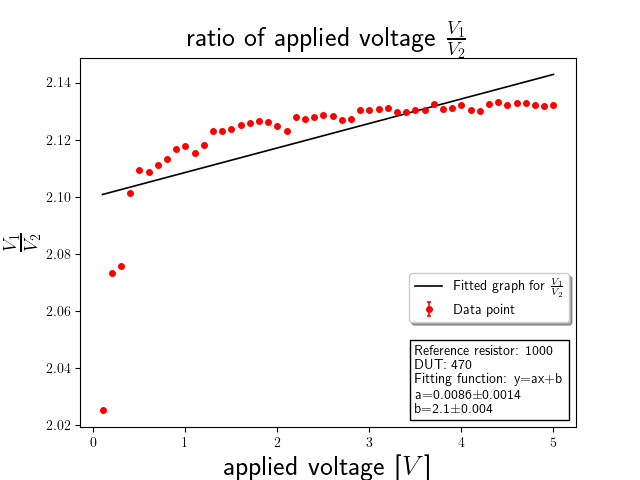 ratio of applied voltage V₁/V₂
2.14
2.12
2.10
2.08
2.06
2.04
2.02
V₁/V₂
Fitted graph for V₁/V₂
Data point
Reference resistor: 1000
DUT: 470
Fitting function: y=ax+b
a=0.0086±0.0014
b=2.1±0.004
0 1 2 3 4 5
applied voltage [V]